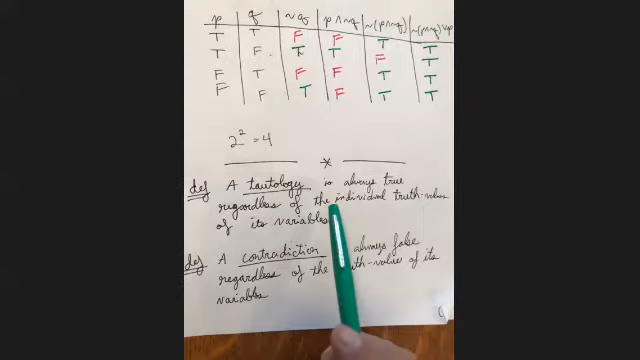 p q ~q p∧~q ~(p∧~q) ~(p∧~q)∨p
T T F F T T
T F T T F T
F T F F T T
F F T F T T
2² = 4
*
def A tautology is always true
regardless of the individual truth-values
of its variables
def A contradiction always false
regardless of the truth-value of its
variables